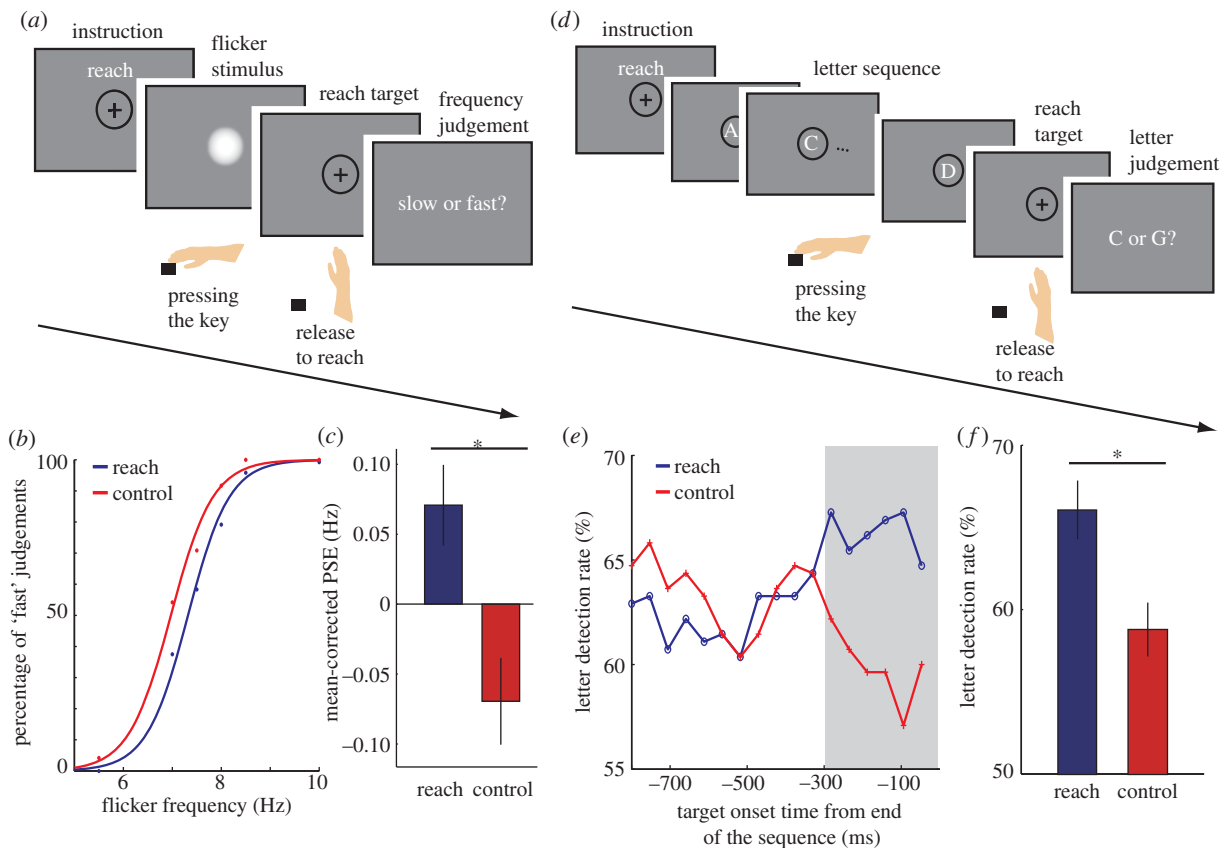 (a)
instruction
reach
+
flicker
stimulus
reach target
+
frequency
judgement
slow or fast?
pressing
the key
release
to reach
(d)
instruction
reach
+
letter sequence
A
C ...
D
reach
target
+
letter
judgement
C or G?
pressing
the key
release
to reach
(b)
percentage of 'fast' judgements
100
50
0
reach
control
6
8
10
flicker frequency (Hz)
(c)
mean-corrected PSE (Hz)
0.10
0.05
0
−0.05
−0.10
*
reach control
(e)
letter detection rate (%)
70
65
60
55
reach
control
−700
−500
−300
−100
target onset time from end
of the sequence (ms)
(f)
letter detection rate (%)
70
60
50
*
reach
control